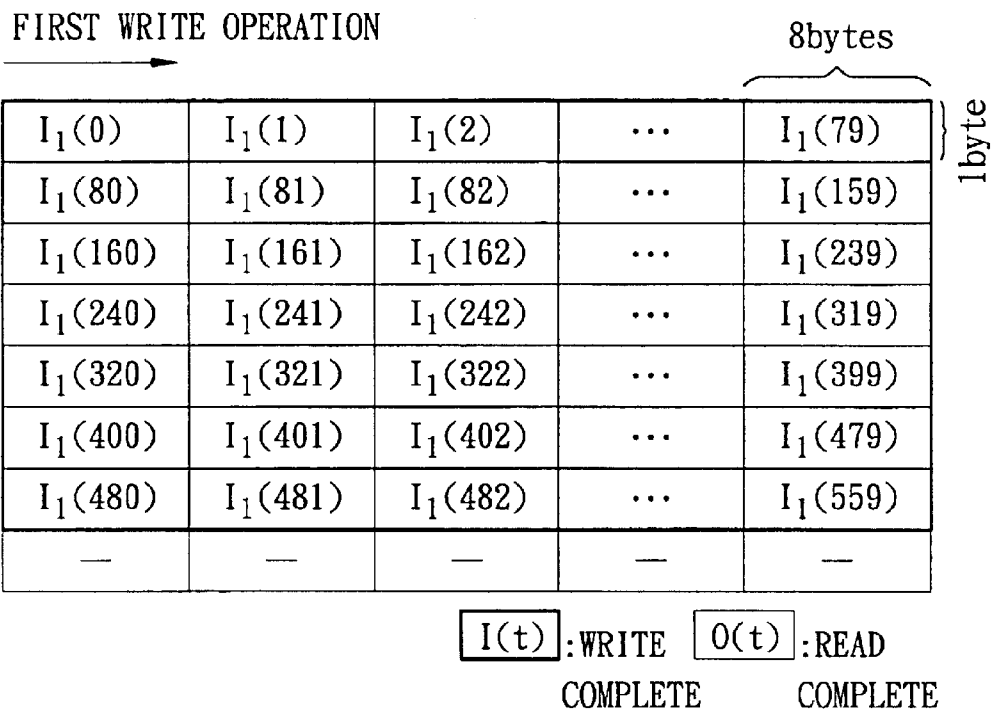 FIRST WRITE OPERATION
8bytes
1byte
I₁(0) I₁(1) I₁(2) ··· I₁(79)
I₁(80) I₁(81) I₁(82) ··· I₁(159)
I₁(160) I₁(161) I₁(162) ··· I₁(239)
I₁(240) I₁(241) I₁(242) ··· I₁(319)
I₁(320) I₁(321) I₁(322) ··· I₁(399)
I₁(400) I₁(401) I₁(402) ··· I₁(479)
I₁(480) I₁(481) I₁(482) ··· I₁(559)
— — — — —
I(t) :WRITE COMPLETE
O(t) :READ COMPLETE